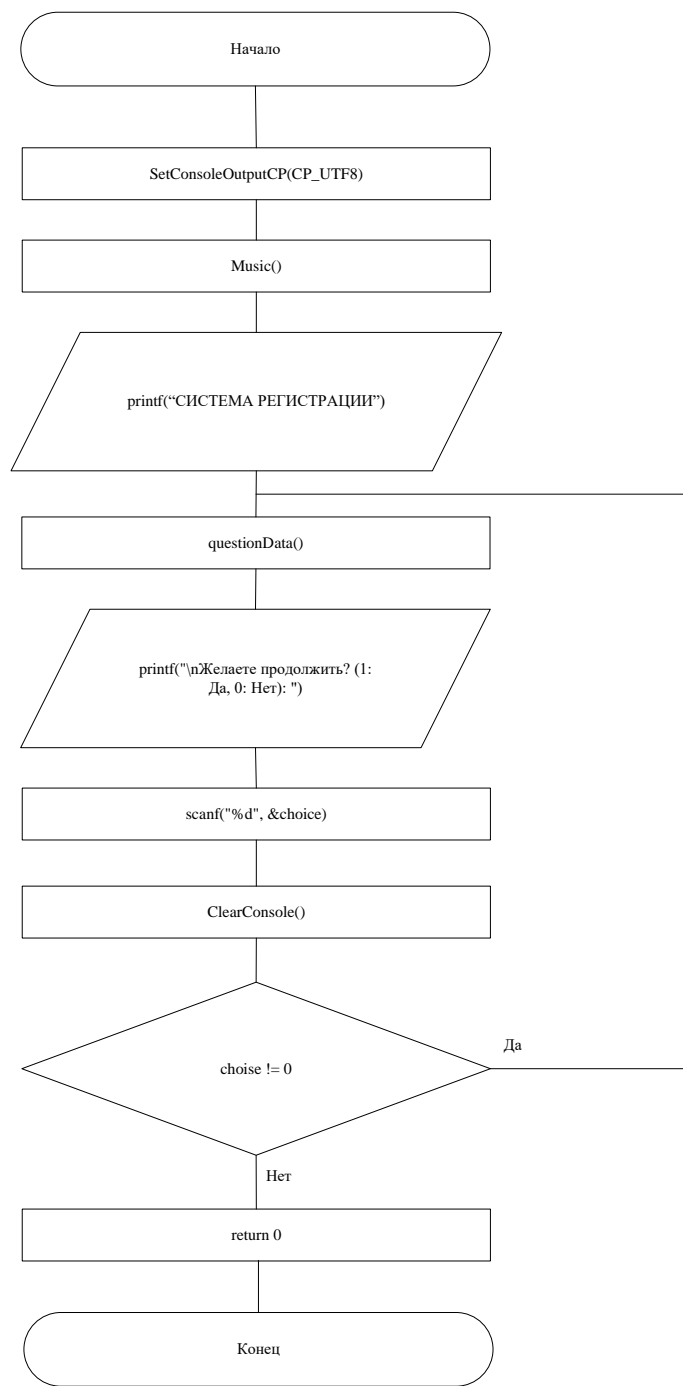 Начало
SetConsoleOutputCP(CP_UTF8)
Music()
printf(“СИСТЕМА РЕГИСТРАЦИИ”)
questionData()
printf("\nЖелаете продолжить? (1:
Да, 0: Нет): ")
scanf("%d", &choice)
ClearConsole()
Да
choise != 0
Нет
return 0
Конец